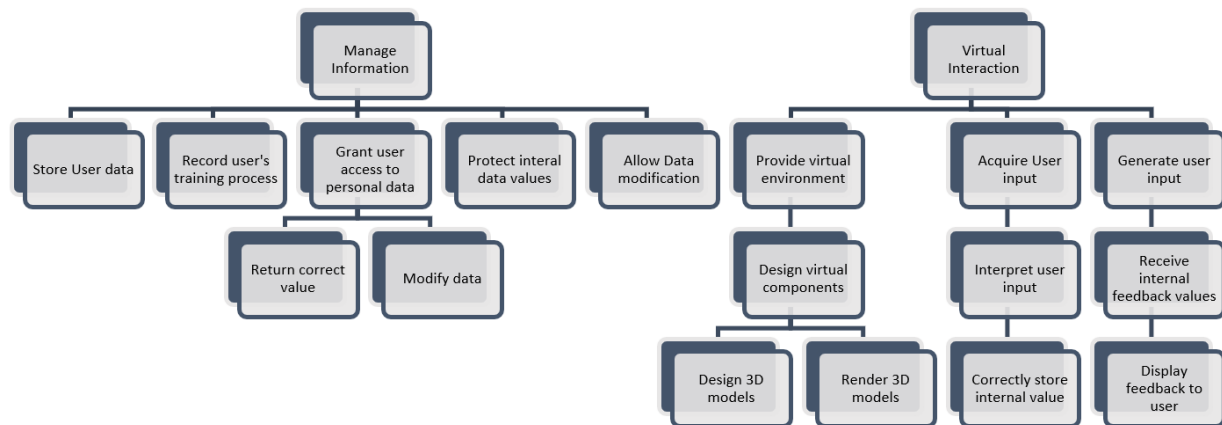 Manage
Information
Virtual
Interaction
Store User data
Record user's
training process
Grant user
access to
personal data
Protect interal
data values
Allow Data
modification
Provide virtual
environment
Acquire User
input
Generate user
input
Return correct
value
Modify data
Design virtual
components
Interpret user
input
Receive
internal
feedback values
Design 3D
models
Render 3D
models
Correctly store
internal value
Display
feedback to
user